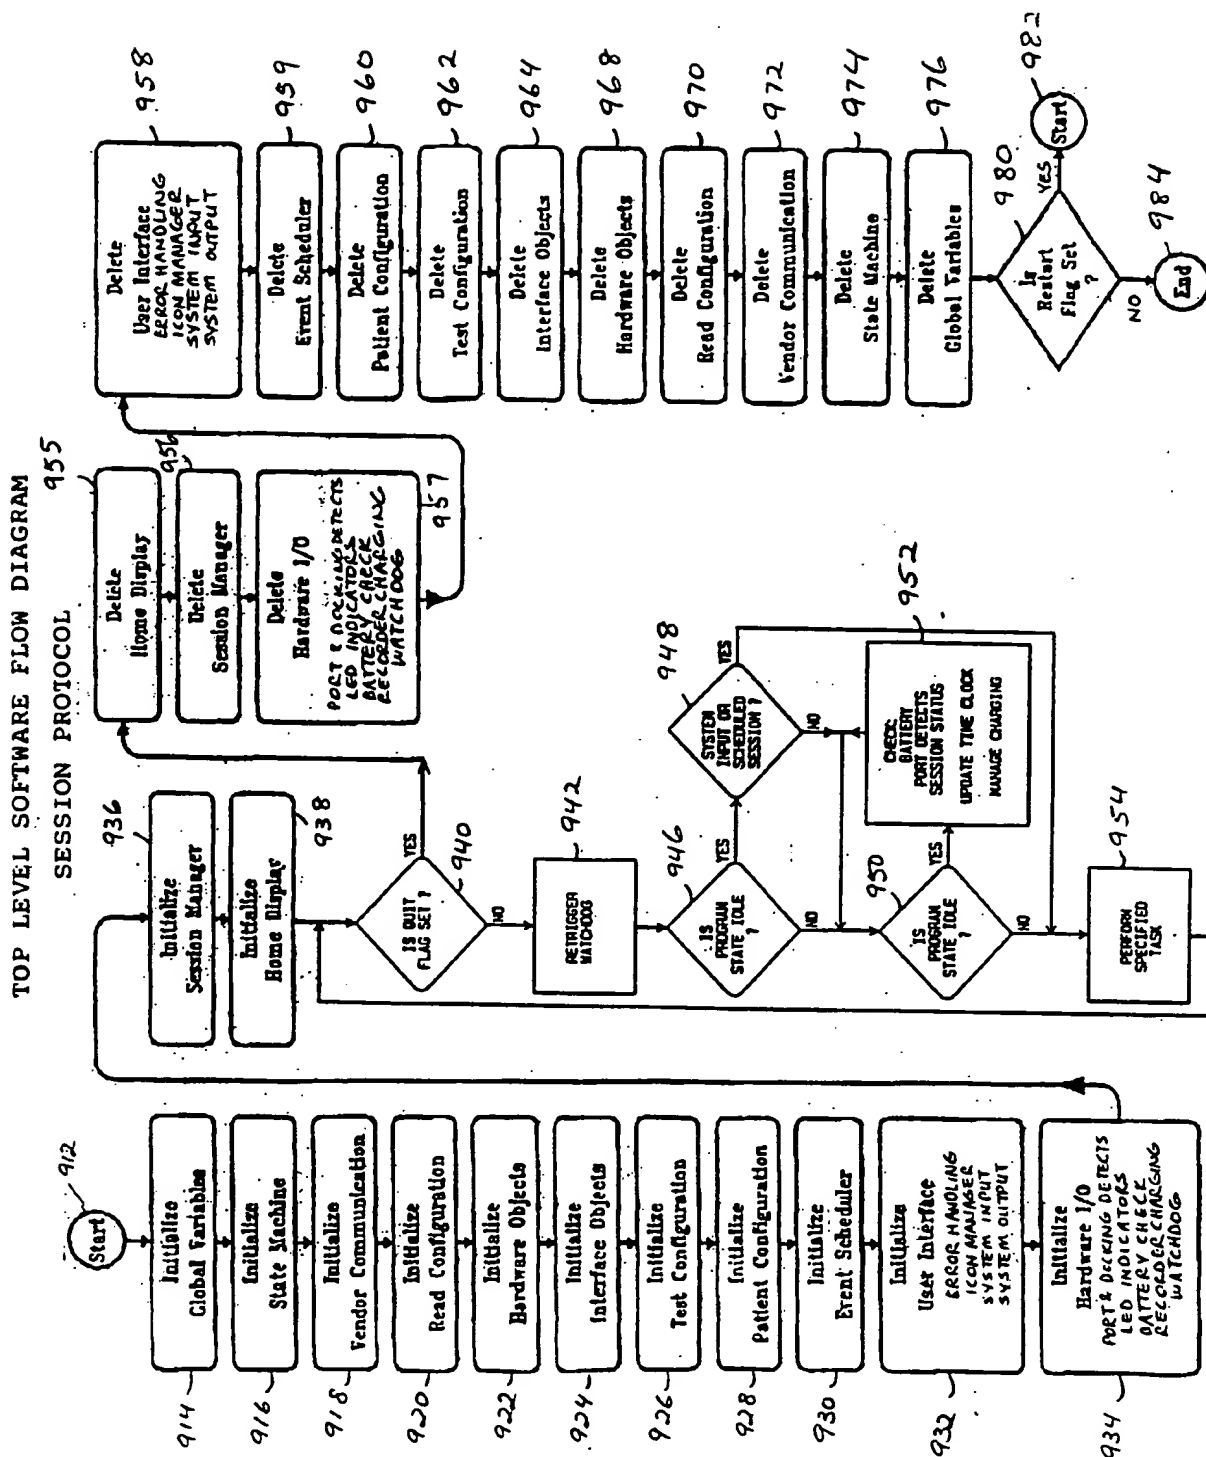 TOP LEVEL SOFTWARE FLOW DIAGRAM
SESSION PROTOCOL
912
Start
Initialize
Global Variables
914
Initialize
State Machine
916
Initialize
Vendor Communication
918
Initialize
Read Configuration
920
Initialize
Hardware Objects
922
Initialize
Interface Objects
924
Initialize
Test Configuration
926
Initialize
Patient Configuration
928
Initialize
Event Scheduler
930
Initialize
User Interface
ERROR HANDLING
ICON MANAGER
SYSTEM INPUT
SYSTEM OUTPUT
932
Initialize
Hardware I/O
PORT & DOCKING DETECTS
LED INDICATORS
BATTERY CHECK
RECORDER CHARGING
WATCHDOG
934
936
Initialize
Session Manager
Initialize
Home Display
938
IS QUIT
FLAG SET ?
YES
940
NO
RETRIGGER
WATCHDOG
942
IS
PROGRAM
STATE IDLE
?
946
YES
NO
SYSTEM
INPUT OR
SCHEDULED
SESSION ?
948
YES
NO
IS
PROGRAM
STATE IDLE
?
950
YES
NO
CHECK:
BATTERY
PORT DETECTS
SESSION STATUS
UPDATE TIME CLOCK
MANAGE CHARGING
952
PERFORM
SPECIFIED
TASK
954
955
Delete
Home Display
956
Delete
Session Manager
Delete
Hardware I/O
PORT & DOCKING DETECTS
LED INDICATORS
BATTERY CHECK
RECORDER CHARGING
WATCHDOG
957
Delete
User Interface
ERROR HANDLING
ICON MANAGER
SYSTEM INPUT
SYSTEM OUTPUT
958
Delete
Event Scheduler
959
Delete
Patient Configuration
960
Delete
Test Configuration
962
Delete
Interface Objects
964
Delete
Hardware Objects
968
Delete
Read Configuration
970
Delete
Vendor Communication
972
Delete
State Machine
974
Delete
Global Variables
976
Is
Restart
Flag Set
?
980
YES
Start
982
NO
End
984